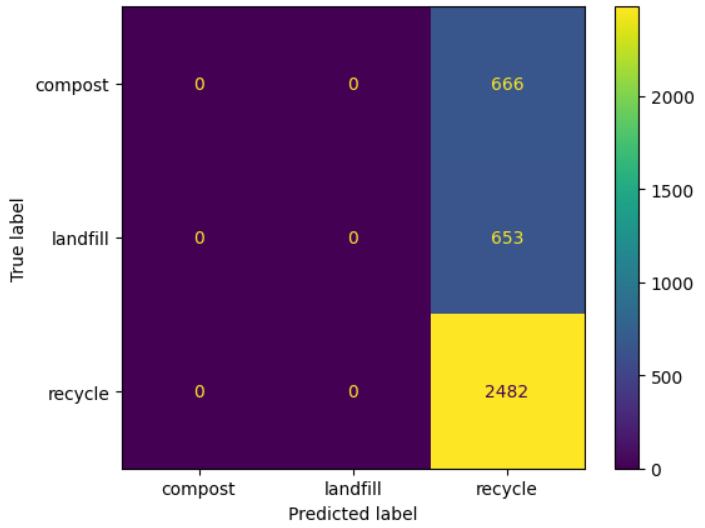 compost 0 0 666
landfill 0 0 653
recycle 0 0 2482
compost landfill recycle
Predicted label
True label
2000
1500
1000
500
0